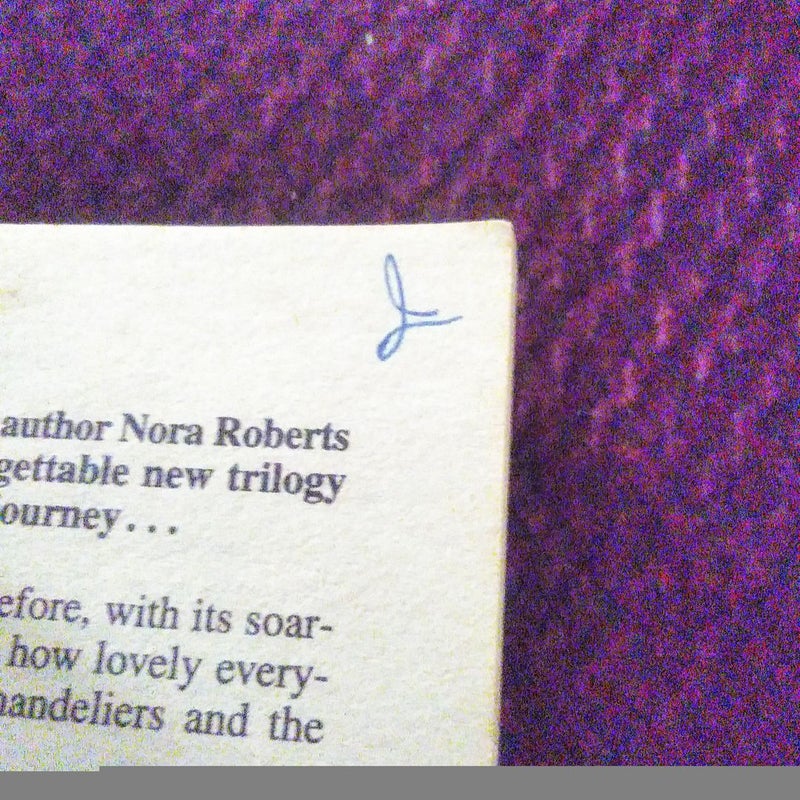 author Nora Roberts
gettable new trilogy
ourney...
efore, with its soar-
how lovely every-
handeliers and the